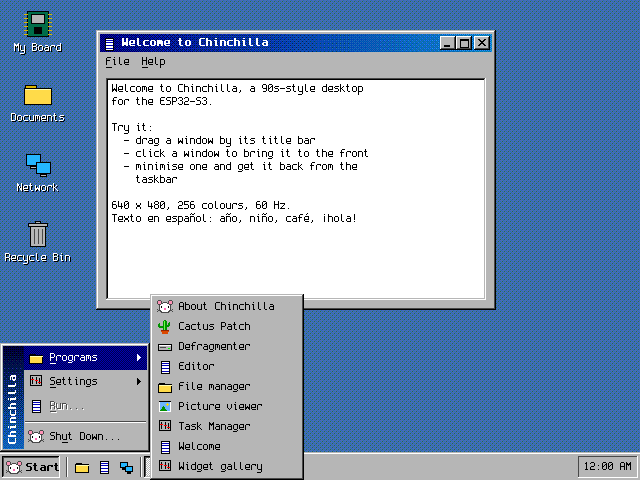 My Board
Documents
Network
Recycle Bin
Welcome to Chinchilla
File Help
Welcome to Chinchilla, a 90s-style desktop
for the ESP32-S3.
Try it:
- drag a window by its title bar
- click a window to bring it to the front
- minimise one and get it back from the
taskbar
640 x 480, 256 colours, 60 Hz.
Texto en español: año, niño, café, ¡hola!
Chinchilla
Programs
Settings
Run...
Shut Down...
About Chinchilla
Cactus Patch
Defragmenter
Editor
File manager
Picture viewer
Task Manager
Welcome
Widget gallery
Start
12:00 AM